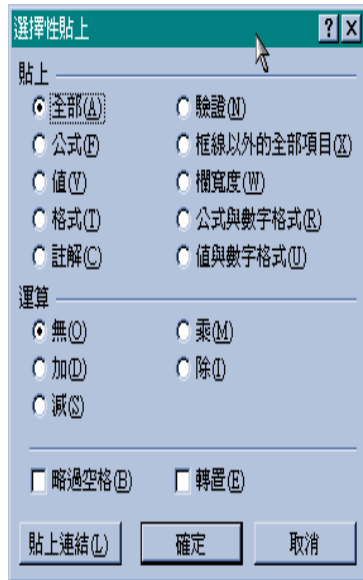 選擇性貼上 ? ×
貼上
全部(A) 驗證(N)
公式(F) 框線以外的全部項目(X)
值(V) 欄寬度(W)
格式(T) 公式與數字格式(R)
註解(C) 值與數字格式(U)
運算
無(O) 乘(M)
加(D) 除(I)
減(S)
略過空格(B) 轉置(E)
貼上連結(L) 確定 取消